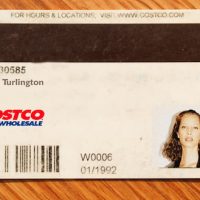 FOR HOURS & LOCATIONS, VISIT WWW.COSTCO.COM
30585
Turlington
COSTCO
WHOLESALE
W0006
01/1992